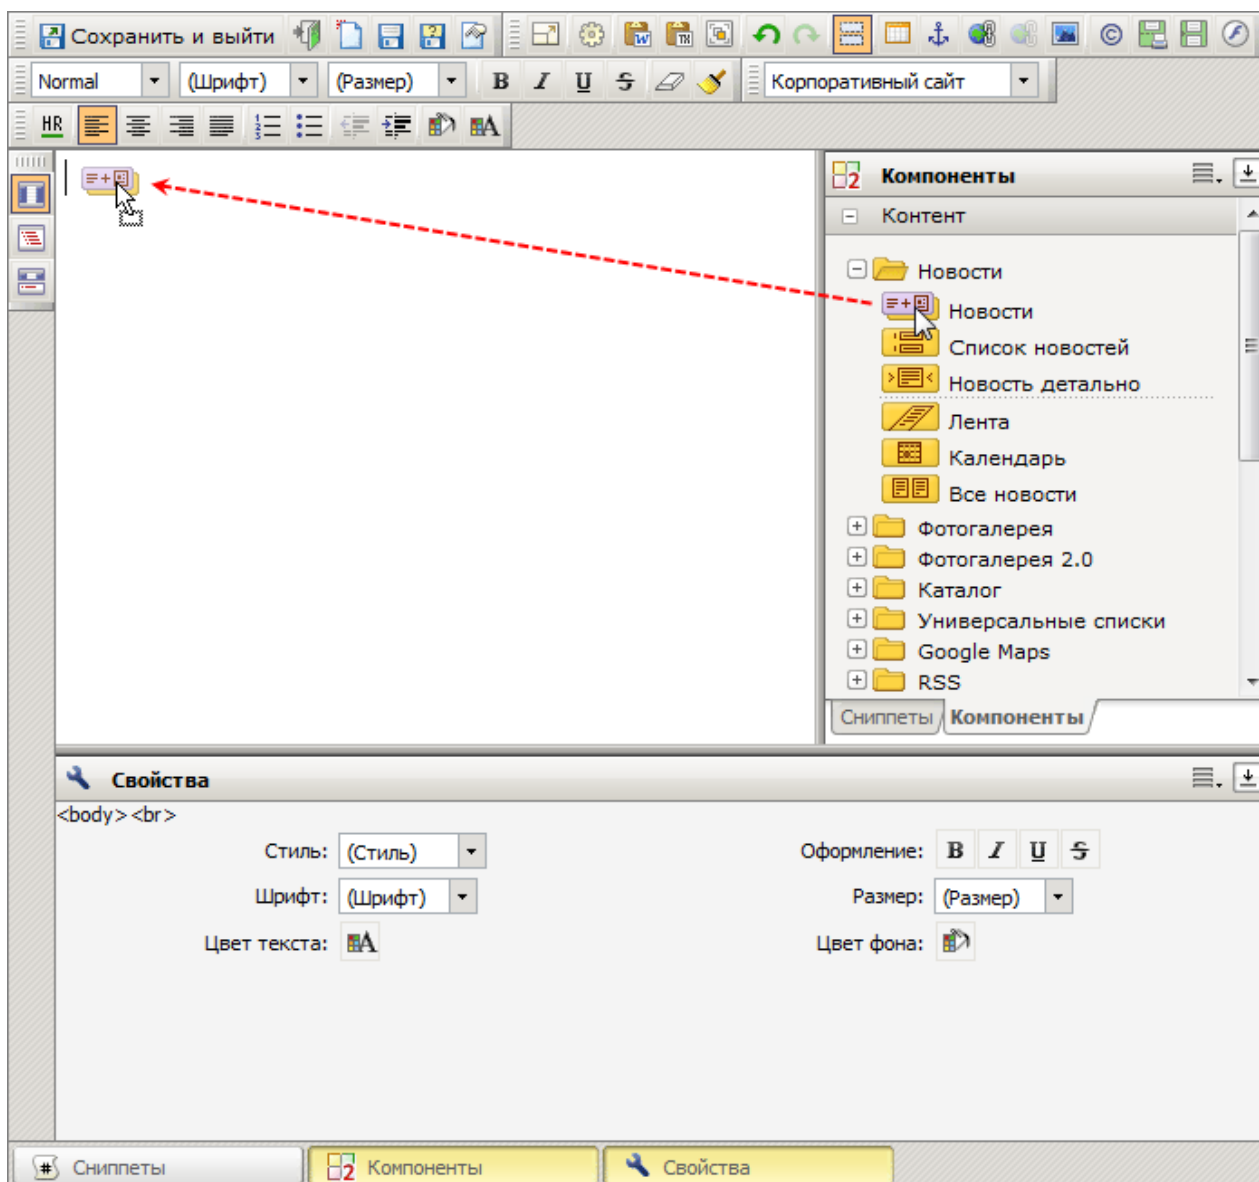 Сохранить и выйти
Normal (Шрифт) (Размер) B I U S Корпоративный сайт
HR
Компоненты
Контент
Новости
Новости
Список новостей
Новость детально
Лента
Календарь
Все новости
Фотогалерея
Фотогалерея 2.0
Каталог
Универсальные списки
Google Maps
RSS
Сниппеты Компоненты
Свойства
<body><br>
Стиль: (Стиль) Оформление: B I U S
Шрифт: (Шрифт) Размер: (Размер)
Цвет текста: Цвет фона:
Сниппеты Компоненты Свойства